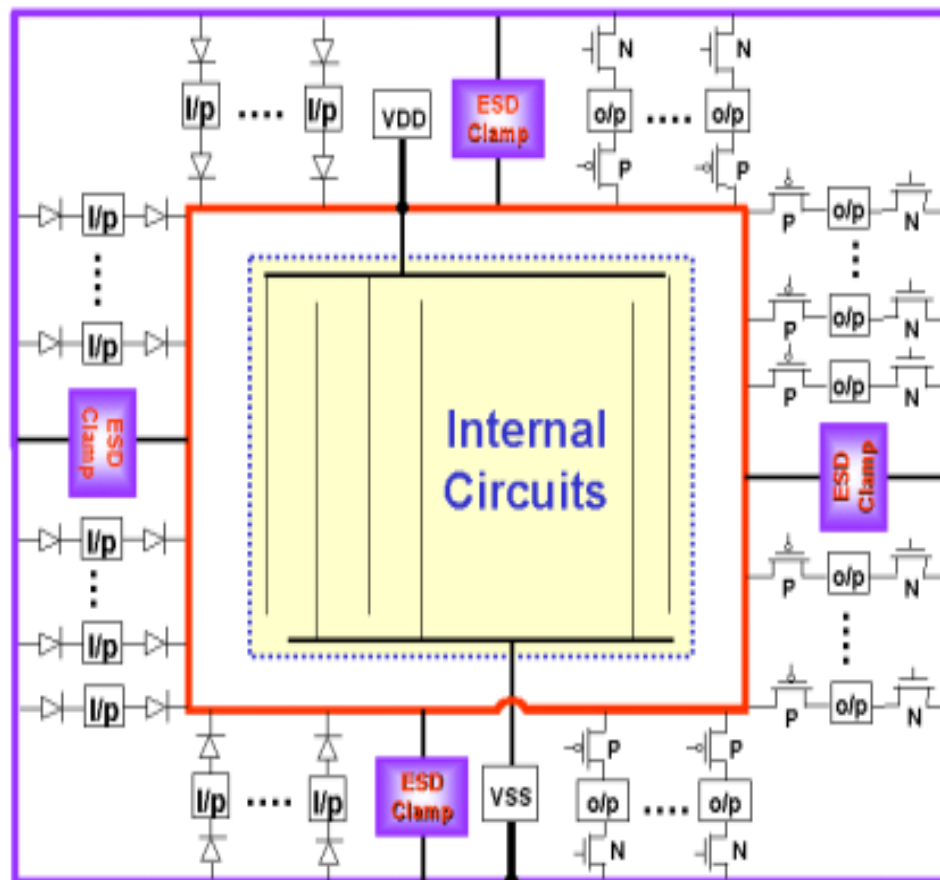 N
N
I/p
....
I/p
VDD
ESD
Clamp
o/p
....
o/p
P
P
I/p
I/p
P
o/p
N
P
o/p
N
P
o/p
N
ESD
Clamp
Internal
Circuits
ESD
Clamp
I/p
I/p
I/p
P
o/p
N
P
o/p
N
I/p
....
I/p
ESD
Clamp
VSS
P
P
o/p
....
o/p
N
N